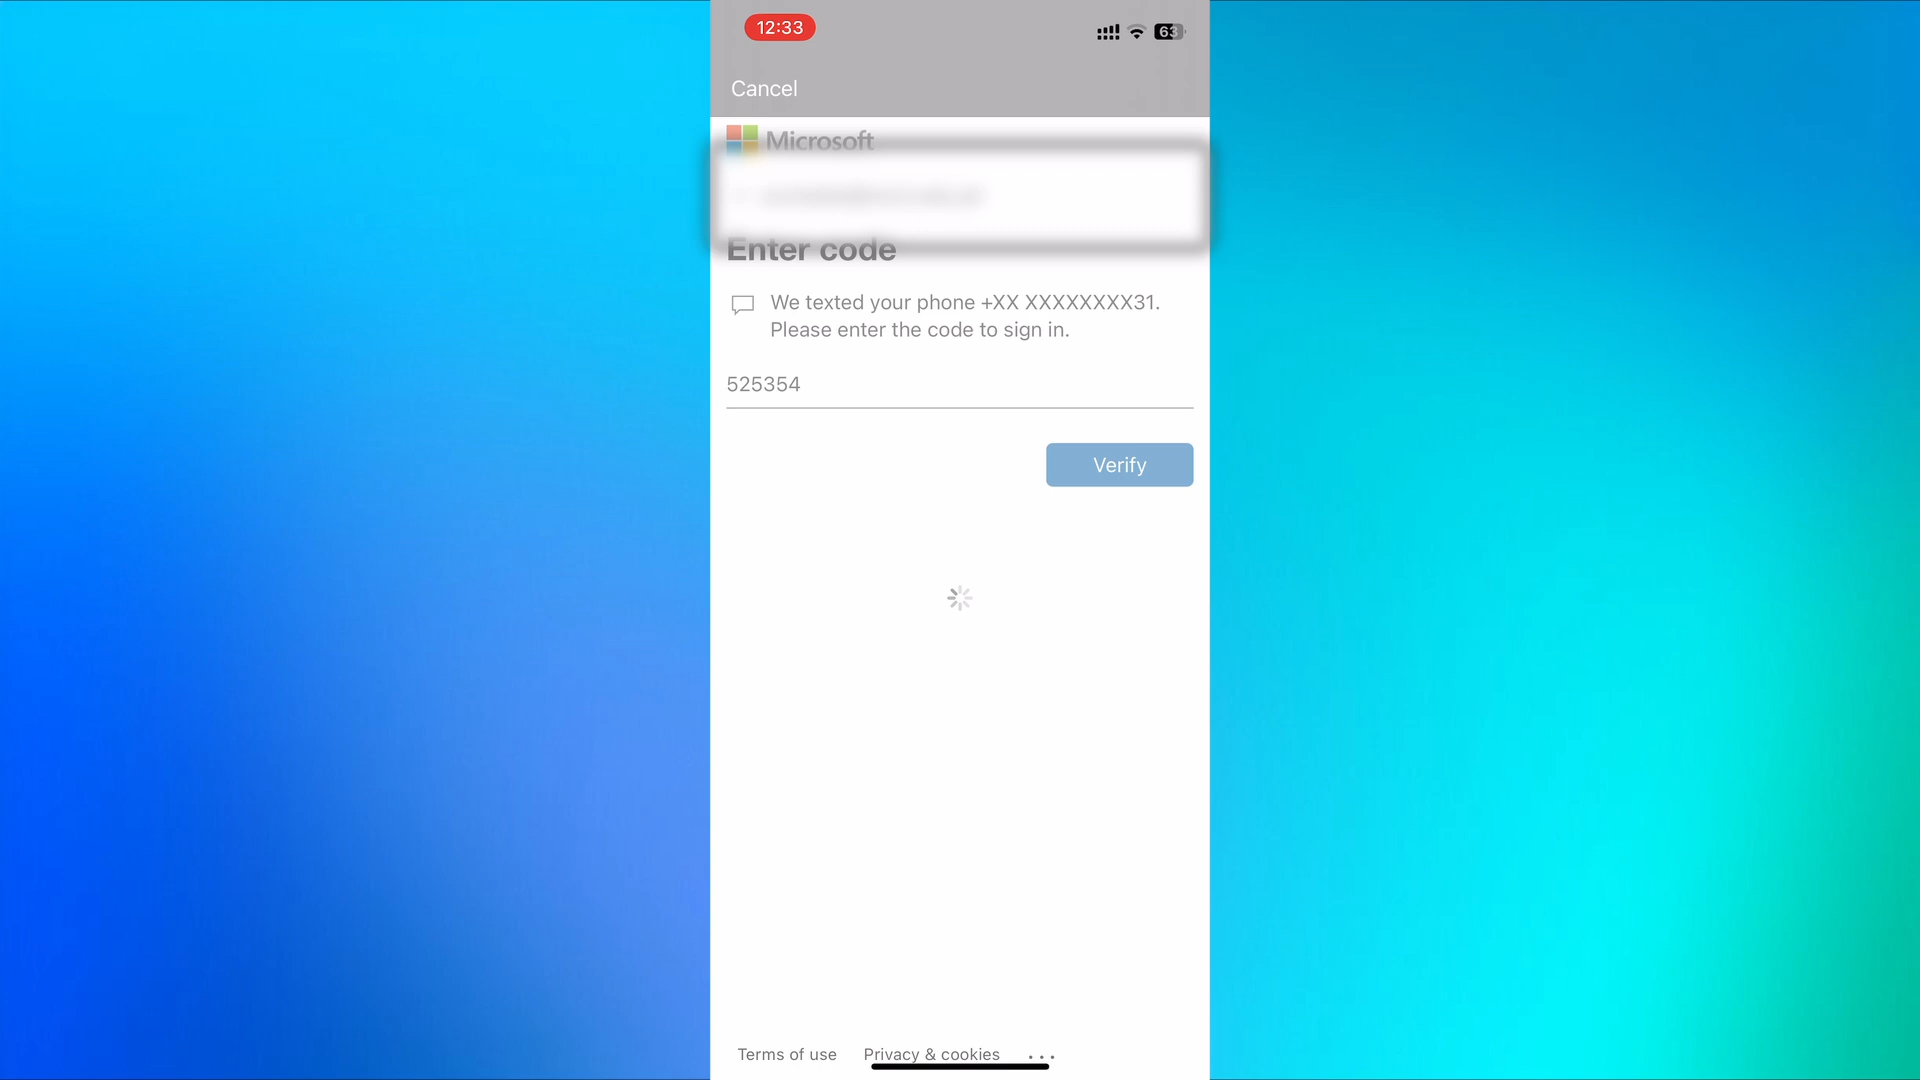 12:33
63
Cancel
Microsoft
Enter code
We texted your phone +XX XXXXXXXX31.
Please enter the code to sign in.
525354
Verify
Terms of use Privacy & cookies ...